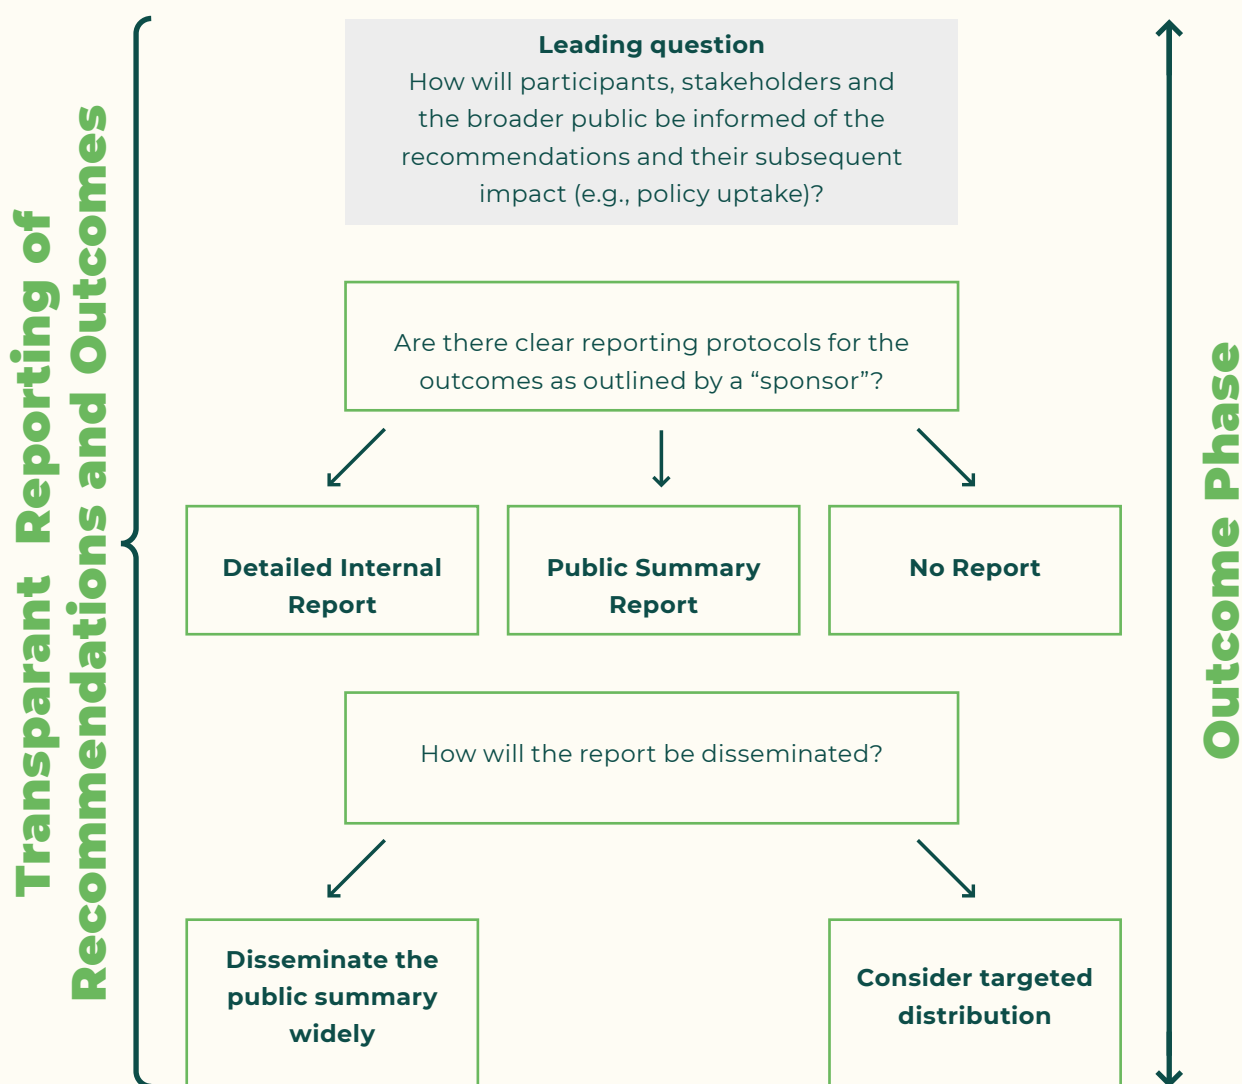 Transparant Reporting of
Recommendations and Outcomes
Leading question
How will participants, stakeholders and
the broader public be informed of the
recommendations and their subsequent
impact (e.g., policy uptake)?
Are there clear reporting protocols for the
outcomes as outlined by a “sponsor”?
Detailed Internal
Report
Public Summary
Report
No Report
How will the report be disseminated?
Disseminate the
public summary
widely
Consider targeted
distribution
Outcome Phase